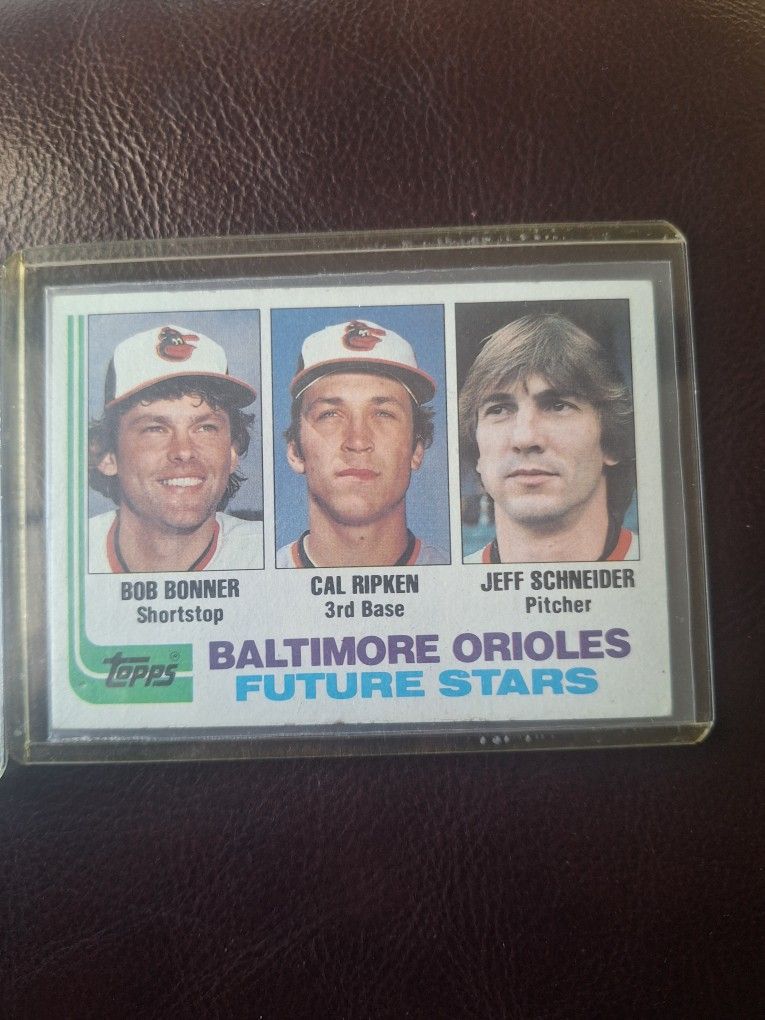 BOB BONNER
Shortstop
CAL RIPKEN
3rd Base
JEFF SCHNEIDER
Pitcher
TOPPS®
BALTIMORE ORIOLES
FUTURE STARS